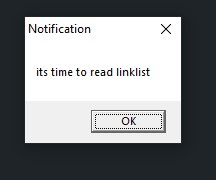 Notification
its time to read linklist
OK